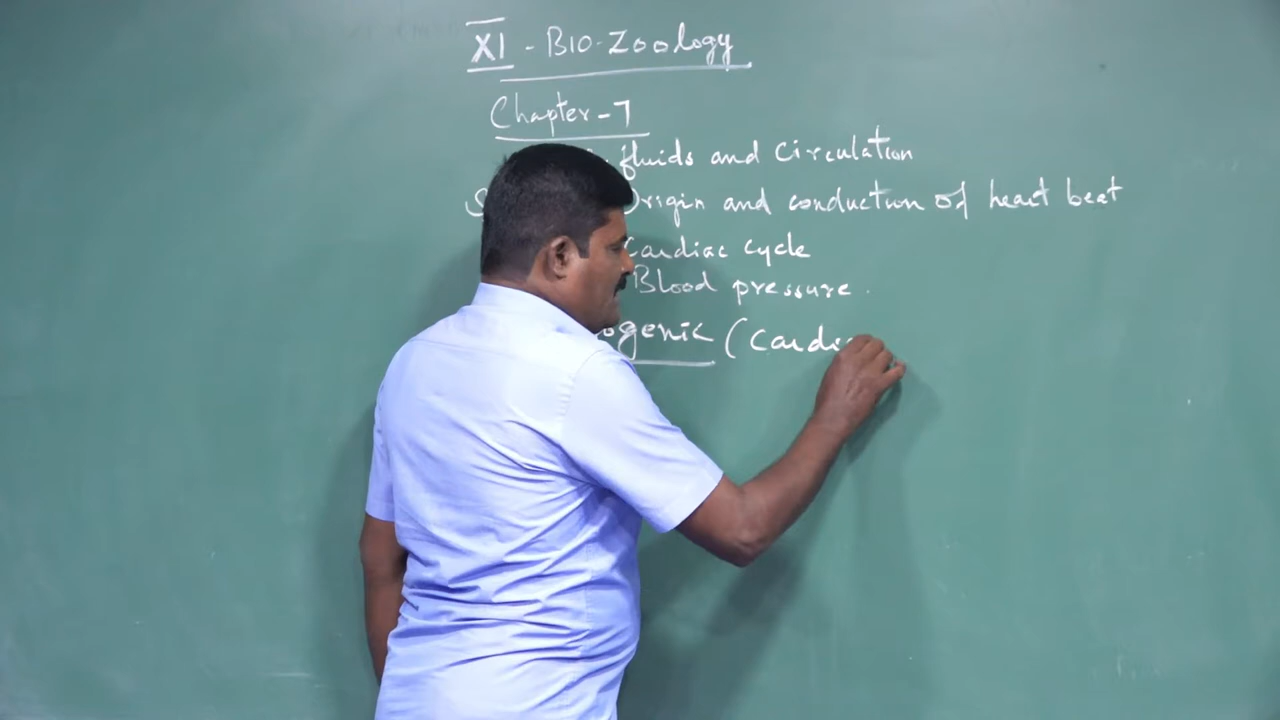 XI - BIO-Zoology
Chapter-7
fluids and Circulation
Origin and conduction of heart beat
Cardiac cycle
Blood pressure.
ogenic (Cardi